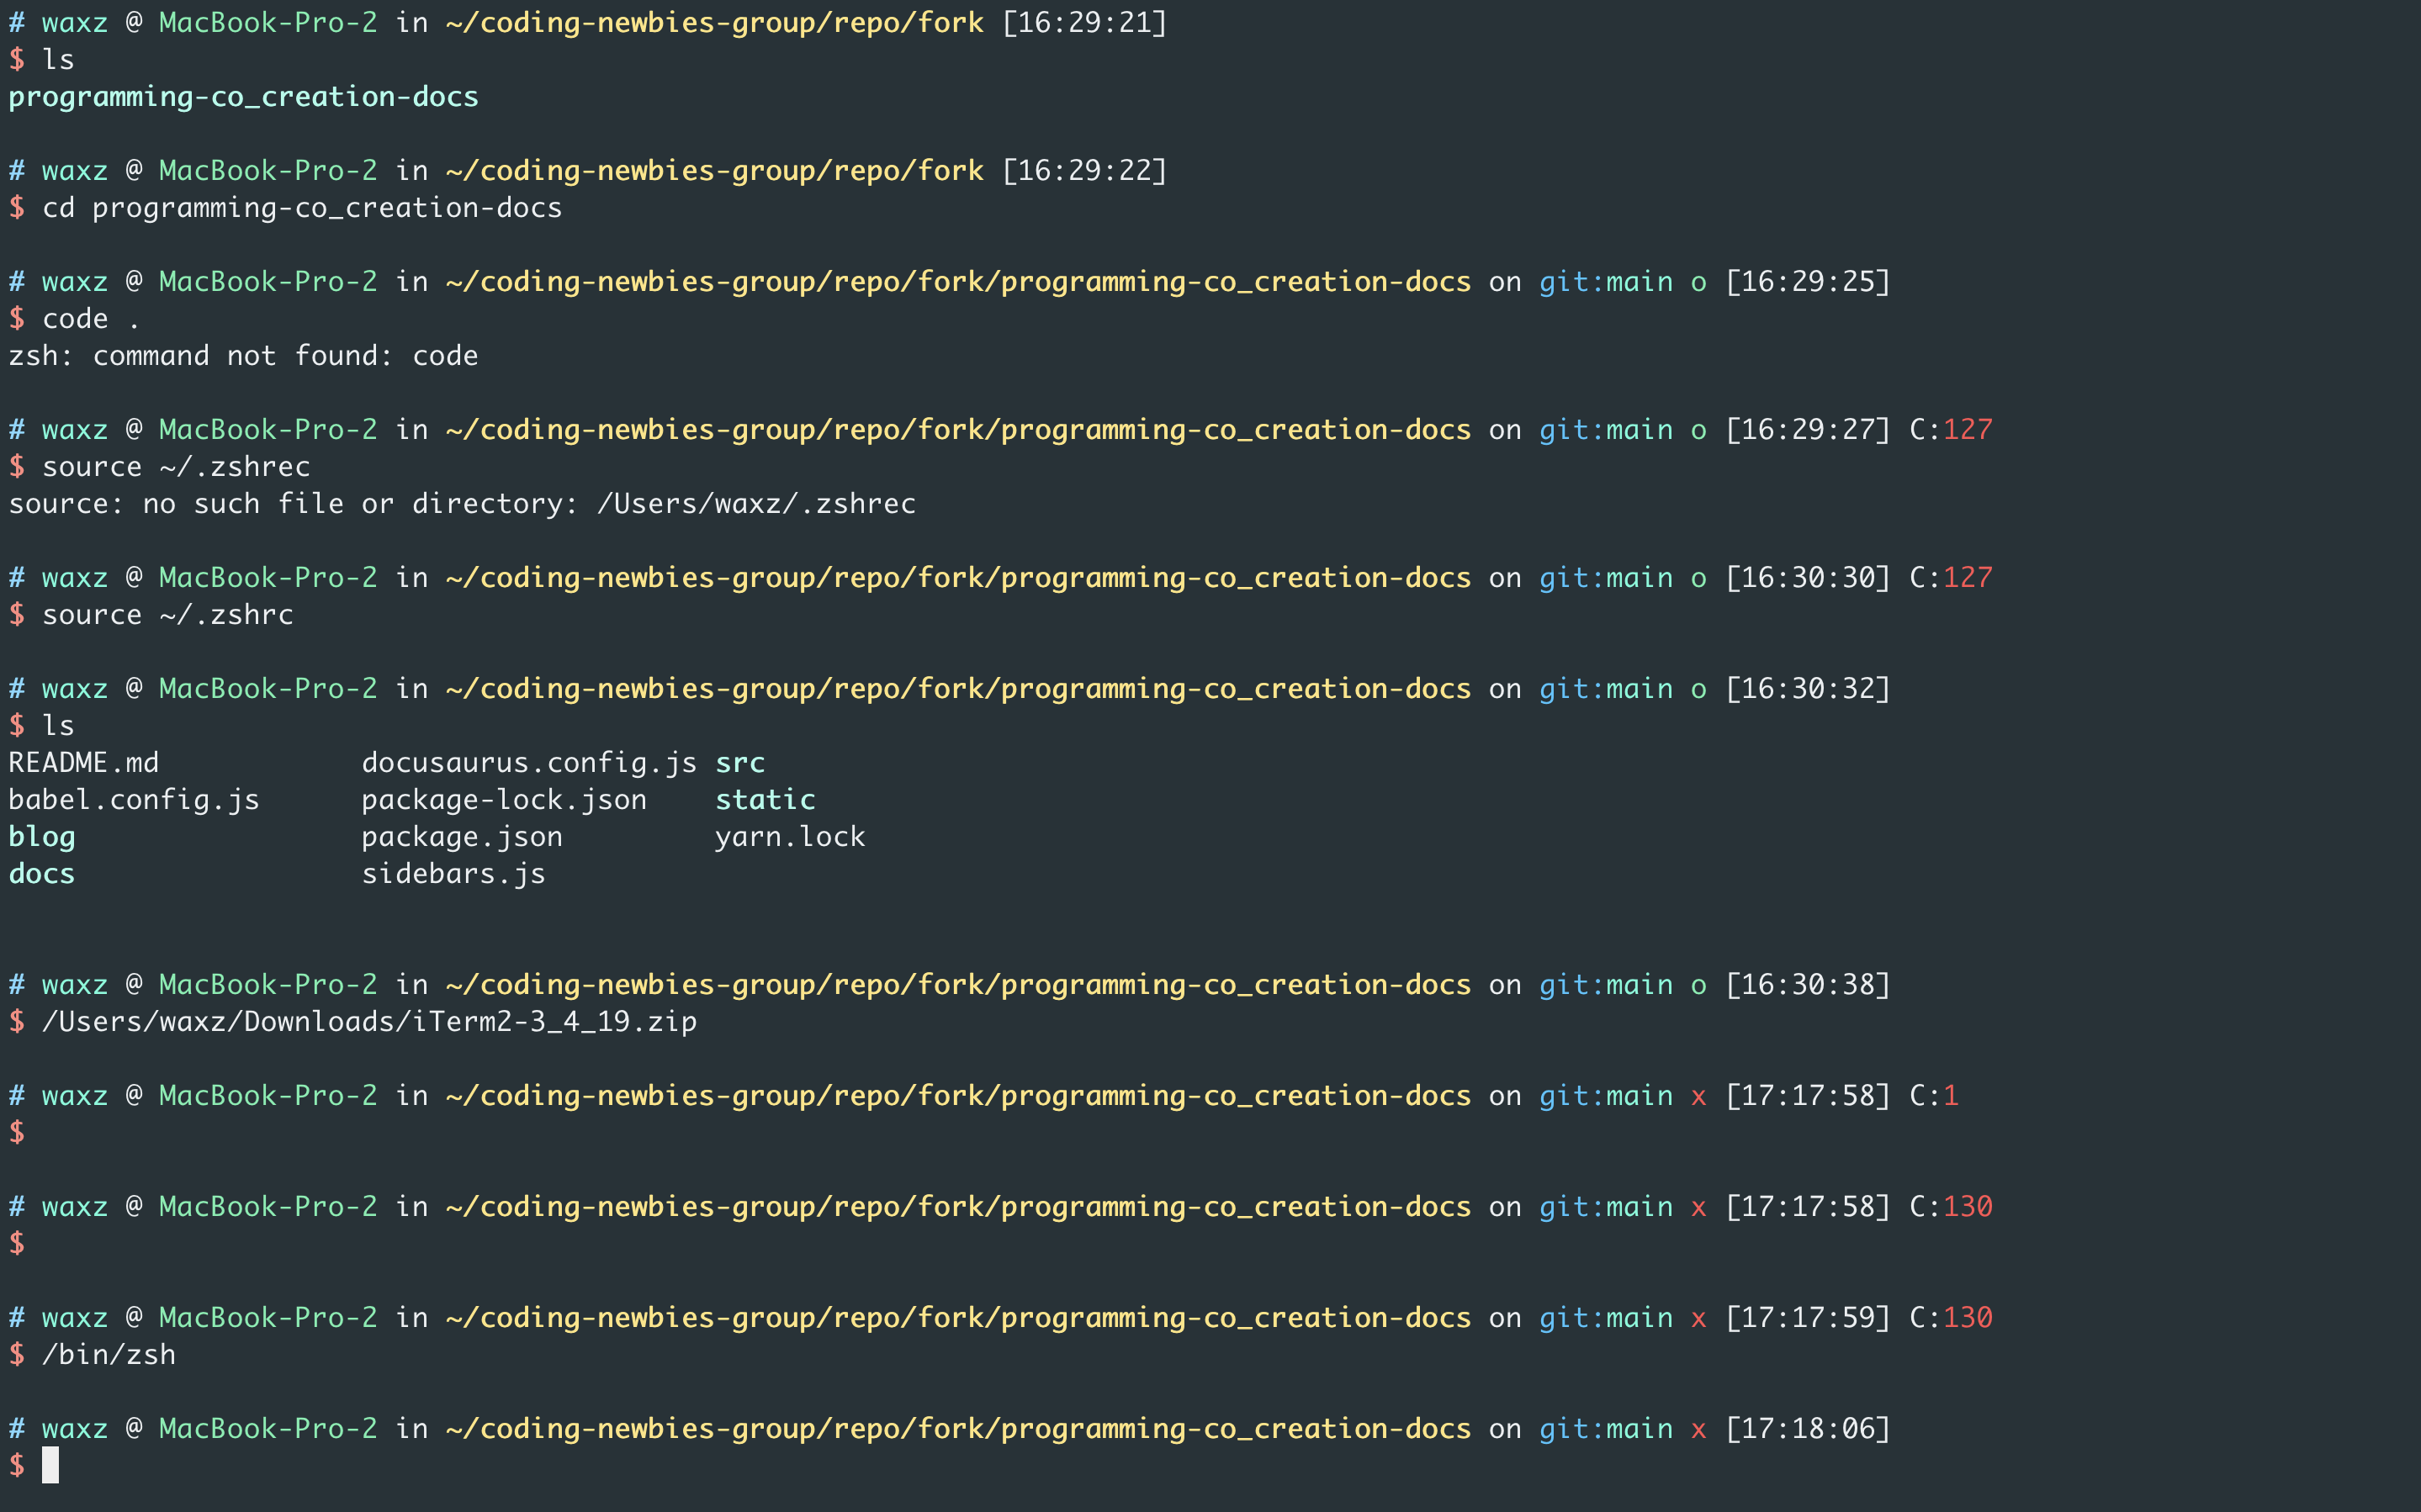 # waxz @ MacBook-Pro-2 in ~/coding-newbies-group/repo/fork [16:29:21]
$ ls
programming-co_creation-docs
# waxz @ MacBook-Pro-2 in ~/coding-newbies-group/repo/fork [16:29:22]
$ cd programming-co_creation-docs
# waxz @ MacBook-Pro-2 in ~/coding-newbies-group/repo/fork/programming-co_creation-docs on git:main o [16:29:25]
$ code .
zsh: command not found: code
# waxz @ MacBook-Pro-2 in ~/coding-newbies-group/repo/fork/programming-co_creation-docs on git:main o [16:29:27] C:127
$ source ~/.zshrec
source: no such file or directory: /Users/waxz/.zshrec
# waxz @ MacBook-Pro-2 in ~/coding-newbies-group/repo/fork/programming-co_creation-docs on git:main o [16:30:30] C:127
$ source ~/.zshrc
# waxz @ MacBook-Pro-2 in ~/coding-newbies-group/repo/fork/programming-co_creation-docs on git:main o [16:30:32]
$ ls
README.md docusaurus.config.js src
babel.config.js package-lock.json static
blog package.json yarn.lock
docs sidebars.js
# waxz @ MacBook-Pro-2 in ~/coding-newbies-group/repo/fork/programming-co_creation-docs on git:main o [16:30:38]
$ /Users/waxz/Downloads/iTerm2-3_4_19.zip
# waxz @ MacBook-Pro-2 in ~/coding-newbies-group/repo/fork/programming-co_creation-docs on git:main x [17:17:58] C:1
$
# waxz @ MacBook-Pro-2 in ~/coding-newbies-group/repo/fork/programming-co_creation-docs on git:main x [17:17:58] C:130
$
# waxz @ MacBook-Pro-2 in ~/coding-newbies-group/repo/fork/programming-co_creation-docs on git:main x [17:17:59] C:130
$ /bin/zsh
# waxz @ MacBook-Pro-2 in ~/coding-newbies-group/repo/fork/programming-co_creation-docs on git:main x [17:18:06]
$